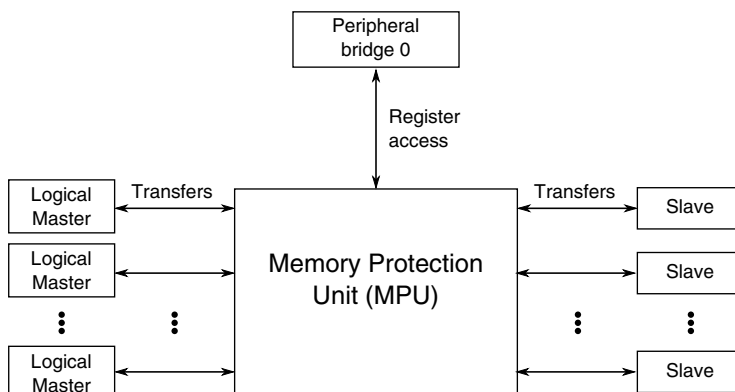 Peripheral
bridge 0
Register
access
Logical
Master
Transfers
Transfers
Slave
Logical
Master
Memory Protection
Unit (MPU)
Slave
Logical
Master
Slave